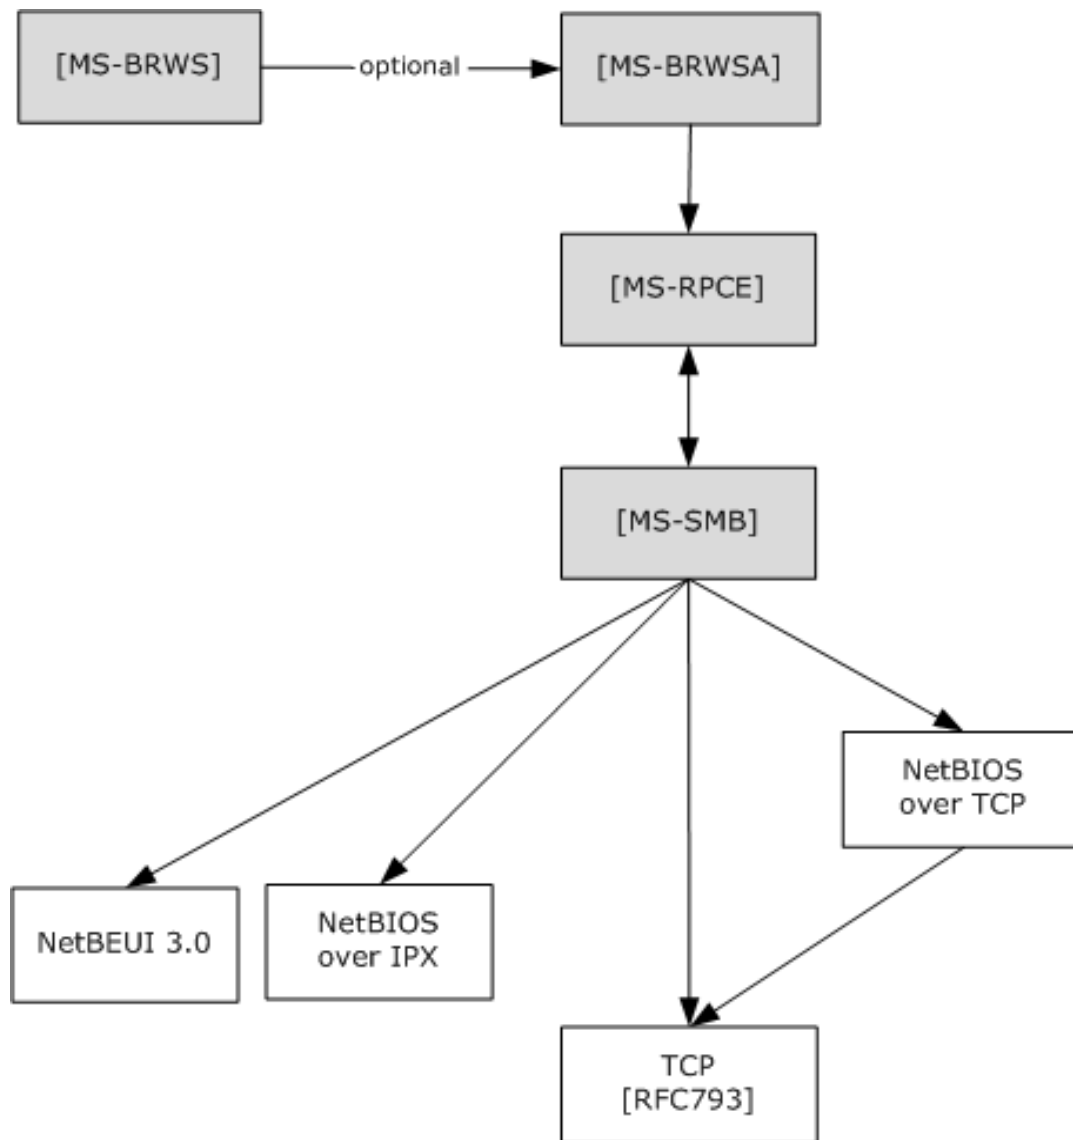 [MS-BRWS]
optional
[MS-BRWSA]
[MS-RPCE]
[MS-SMB]
NetBIOS
over TCP
NetBEUI 3.0
NetBIOS
over IPX
TCP
[RFC793]